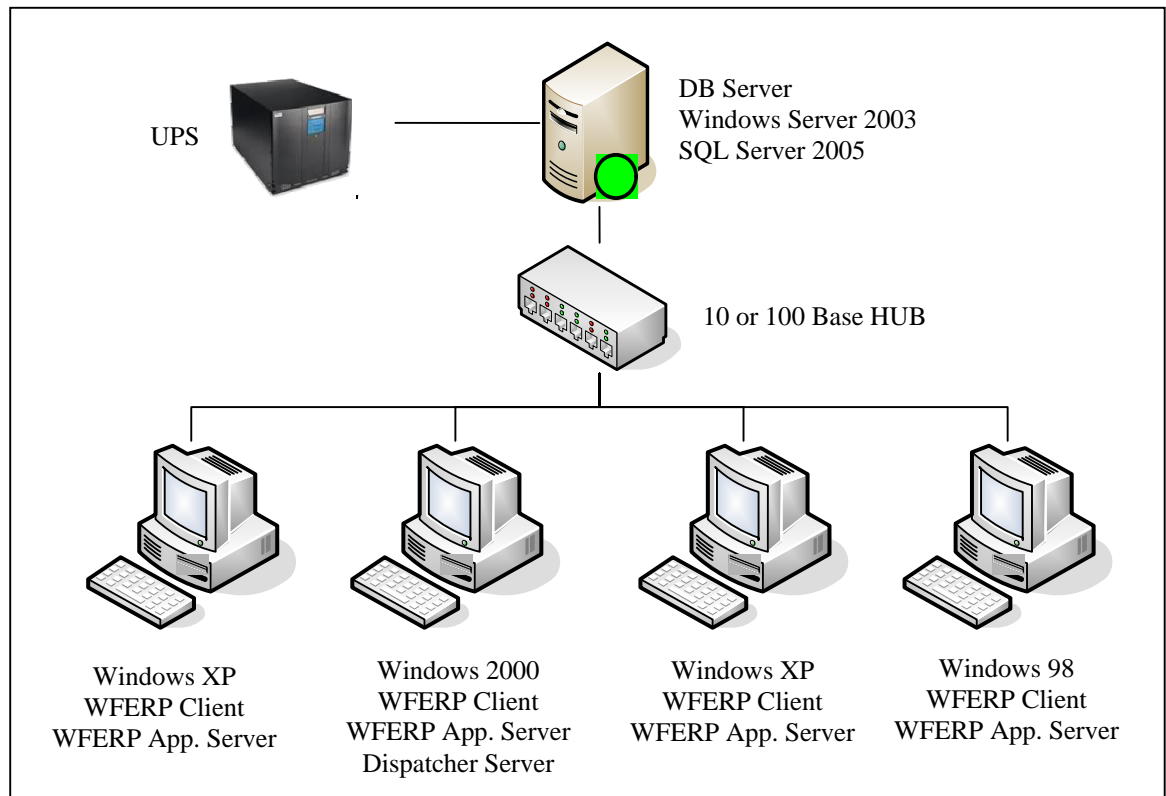 UPS
DB Server
Windows Server 2003
SQL Server 2005
10 or 100 Base HUB
Windows XP
WFERP Client
WFERP App. Server
Windows 2000
WFERP Client
WFERP App. Server
Dispatcher Server
Windows XP
WFERP Client
WFERP App. Server
Windows 98
WFERP Client
WFERP App. Server